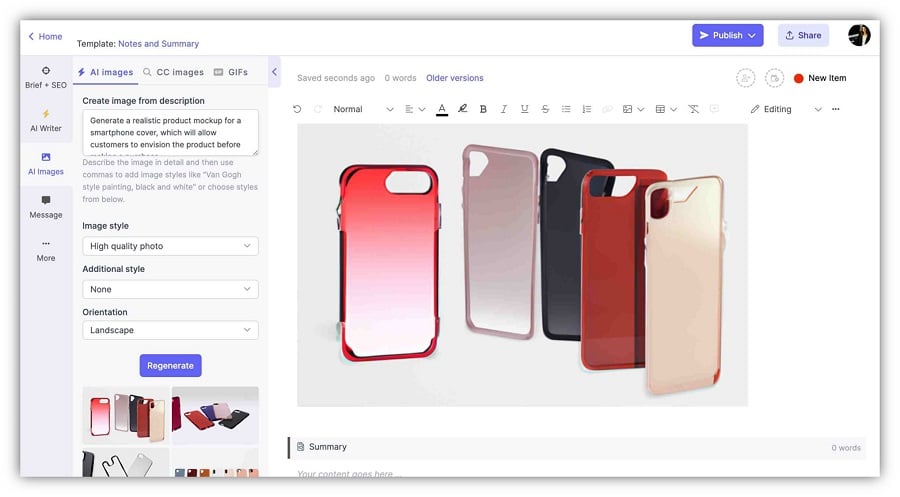 Home
Template: Notes and Summary
Publish
Share
Brief + SEO
AI Writer
AI Images
Message
More
AI images
CC images
GIF GIFs
Create image from description
Generate a realistic product mockup for a
smartphone cover, which will allow
customers to envision the product before
making a purchase
Describe the image in detail and then use
commas to add image styles like "Van Gogh
style painting, black and white" or choose styles
from below.
Image style
High quality photo
Additional style
None
Orientation
Landscape
Regenerate
Saved seconds ago
0 words
Older versions
New Item
Normal
A
B
I
U
S
Editing
Summary
0 words
Your content goes here ...